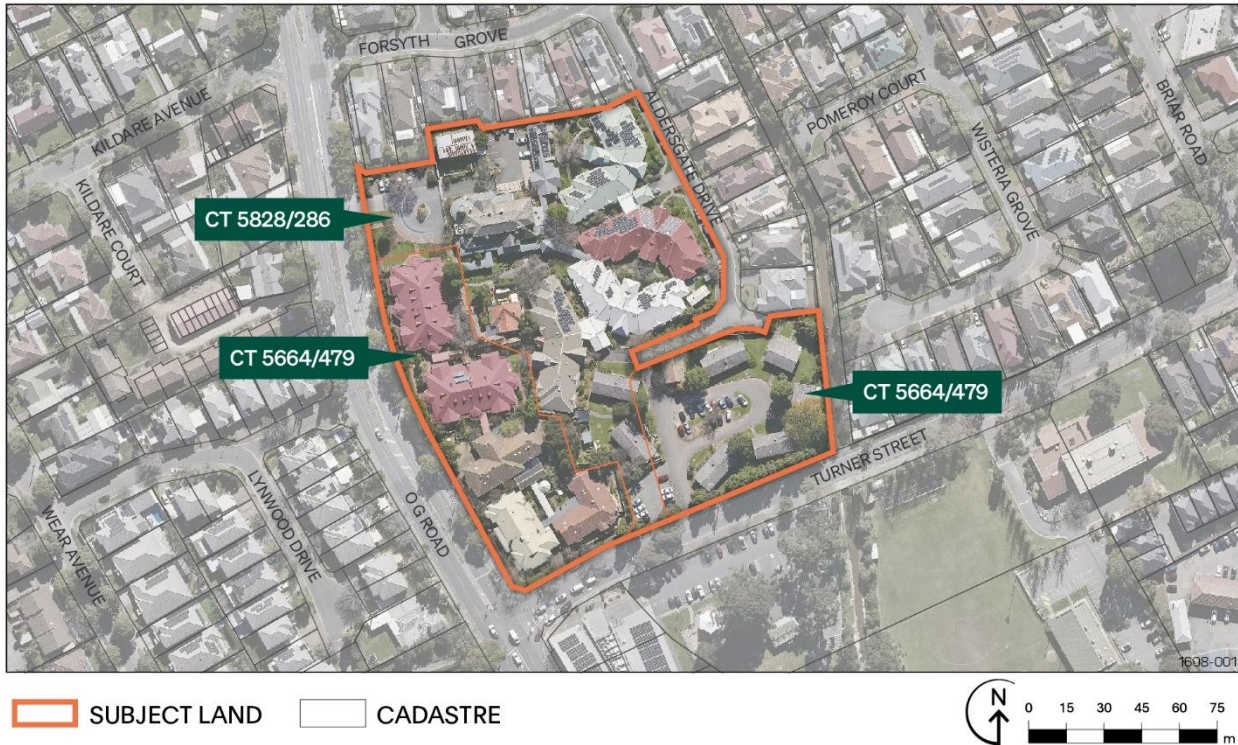 FORSYTH GROVE
KILDARE AVENUE
ALDERSGATE DRIVE
POMEROY COURT
BRIAR ROAD
WISTERIA GROVE
KILDARE COURT
CT 5828/286
CT 5664/479
CT 5664/479
TURNER STREET
LYNWOOD DRIVE
O G ROAD
WEAR AVENUE
1608-001
SUBJECT LAND
CADASTRE
N
0 15 30 45 60 75
m